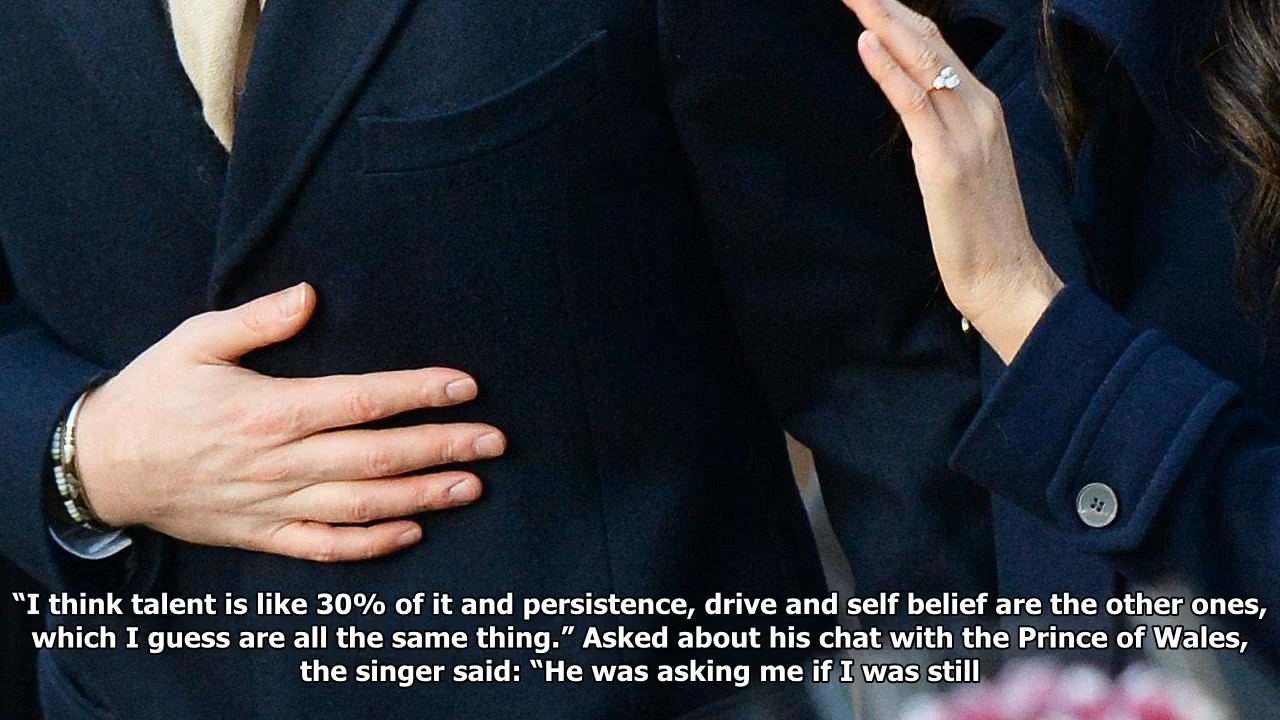 “I think talent is like 30% of it and persistence, drive and self belief are the other ones,
which I guess are all the same thing.” Asked about his chat with the Prince of Wales,
the singer said: “He was asking me if I was still